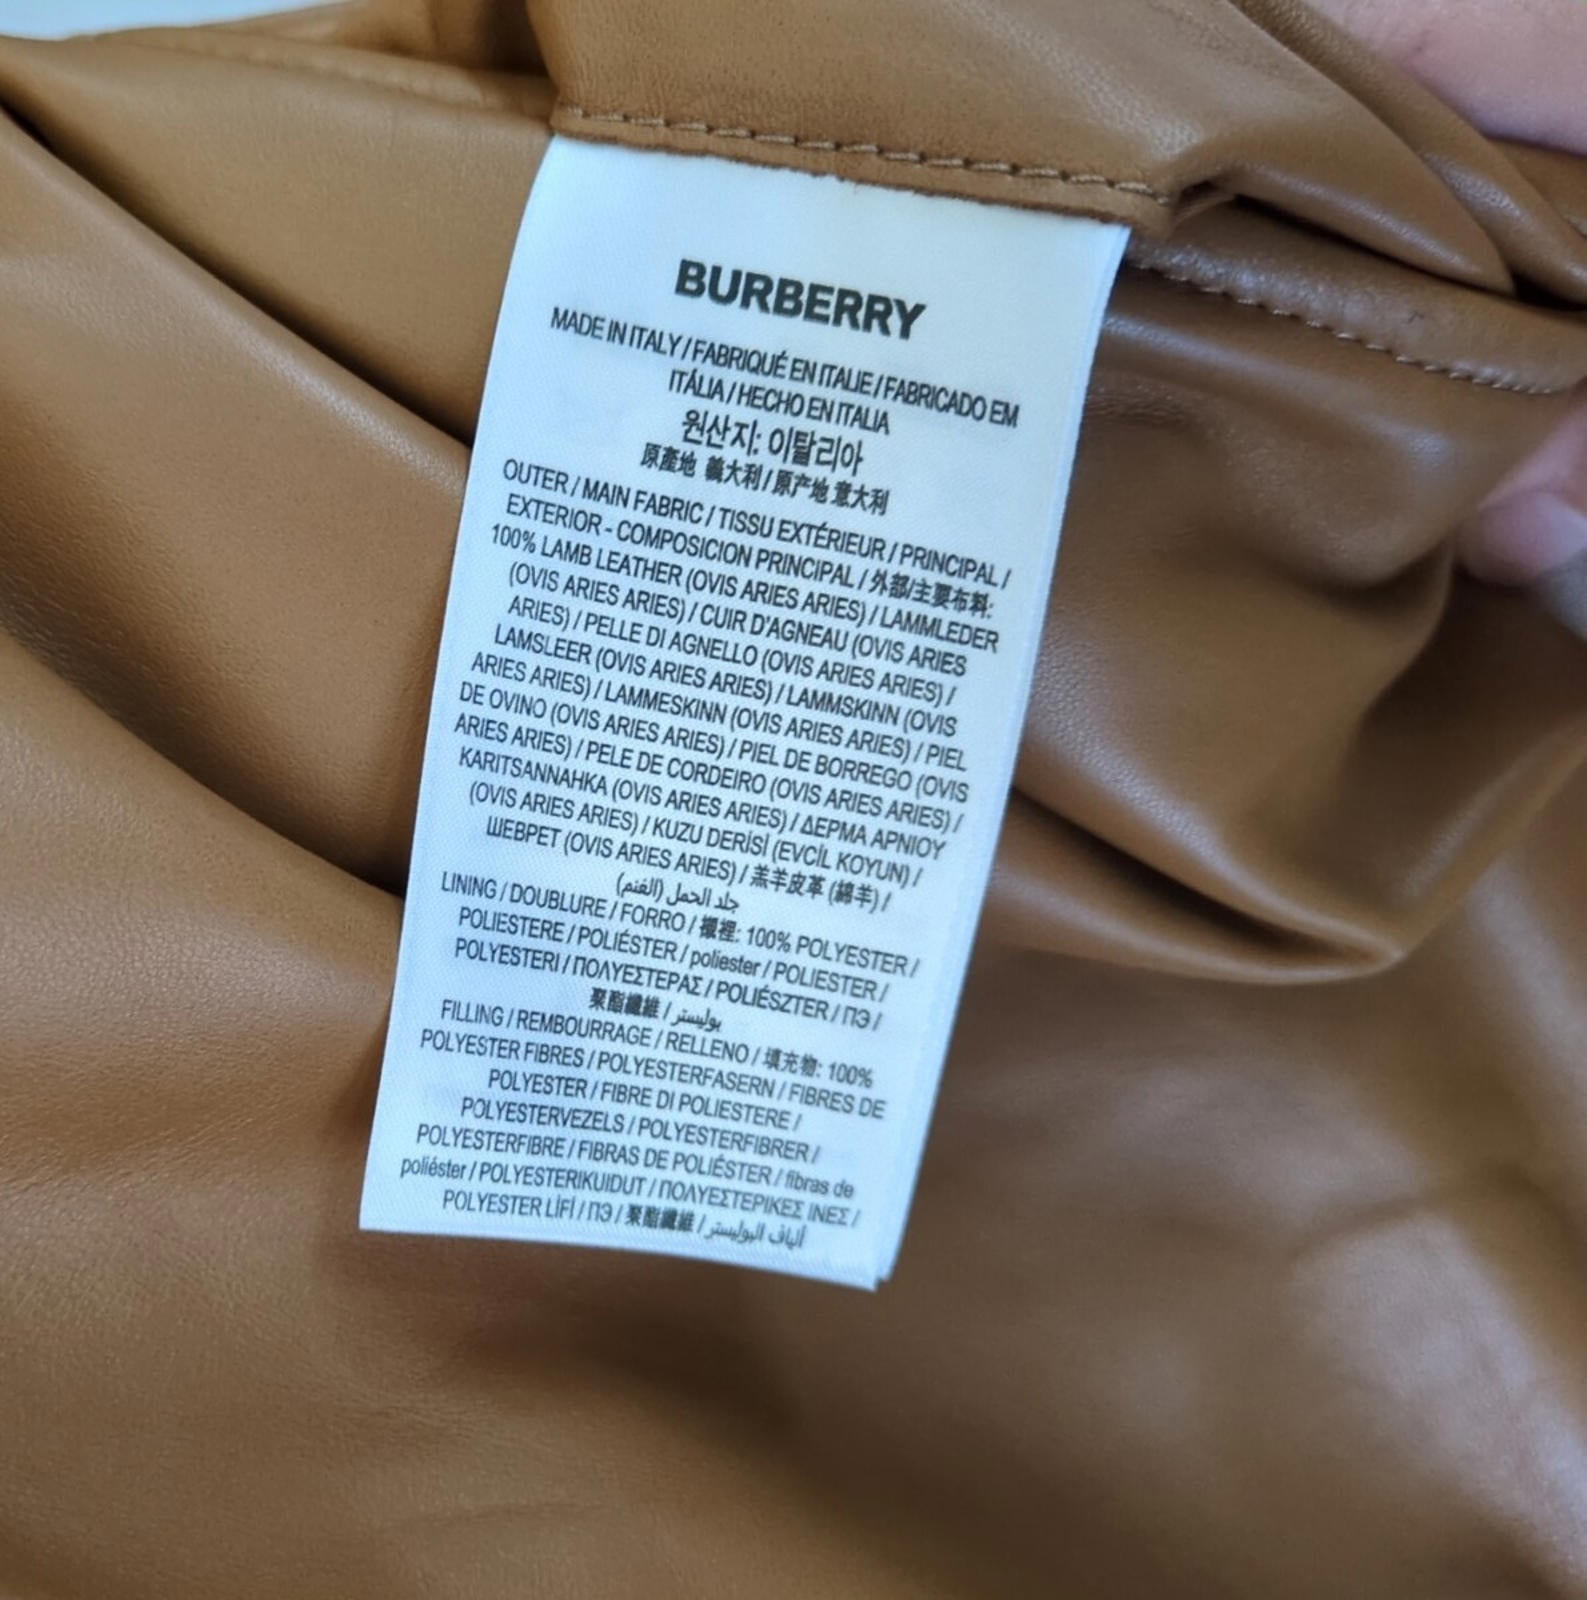 BURBERRY
MADE IN ITALY / FABRIQUÉ EN ITALIE / FABRICADO EM
ITÁLIA / HECHO EN ITALIA
원산지: 이탈리아
原產地 義大利 / 原产地 意大利
OUTER / MAIN FABRIC / TISSU EXTÉRIEUR / PRINCIPAL /
EXTERIOR - COMPOSICION PRINCIPAL / 外部/主要布料:
100% LAMB LEATHER (OVIS ARIES ARIES) / LAMMLEDER
(OVIS ARIES ARIES) / CUIR D'AGNEAU (OVIS ARIES
ARIES) / PELLE DI AGNELLO (OVIS ARIES ARIES) /
LAMSLEER (OVIS ARIES ARIES) / LAMMSKINN (OVIS
ARIES ARIES) / LAMMESKINN (OVIS ARIES ARIES) / PIEL
DE OVINO (OVIS ARIES ARIES) / PIEL DE BORREGO (OVIS
ARIES ARIES) / PELE DE CORDEIRO (OVIS ARIES ARIES) /
KARITSANNAHKA (OVIS ARIES ARIES) / ΔΕΡΜΑ ΑΡΝΙΟΥ
(OVIS ARIES ARIES) / KUZU DERİSİ (EVCİL KOYUN) /
ШЕВРЕТ (OVIS ARIES ARIES) / 羔羊皮革 (綿羊) /
جلد الحمل (الغنم)
LINING / DOUBLURE / FORRO / 襯裡: 100% POLYESTER /
POLIESTERE / POLIÉSTER / poliester / POLIESTER /
POLYESTERI / ΠΟΛΥΕΣΤΕΡΑΣ / POLIÉSZTER / ПЭ /
聚酯纖維 / بوليستر
FILLING / REMBOURRAGE / RELLENO / 填充物: 100%
POLYESTER FIBRES / POLYESTERFASERN / FIBRES DE
POLYESTER / FIBRE DI POLIESTERE /
POLYESTERVEZELS / POLYESTERFIBRER /
POLYESTERFIBRE / FIBRAS DE POLIÉSTER / fibras de
poliéster / POLYESTERIKUIDUT / ΠΟΛΥΕΣΤΕΡΙΚΕΣ ΙΝΕΣ /
POLYESTER LİFİ / ПЭ / 聚酯纖維 / ألياف البوليستر